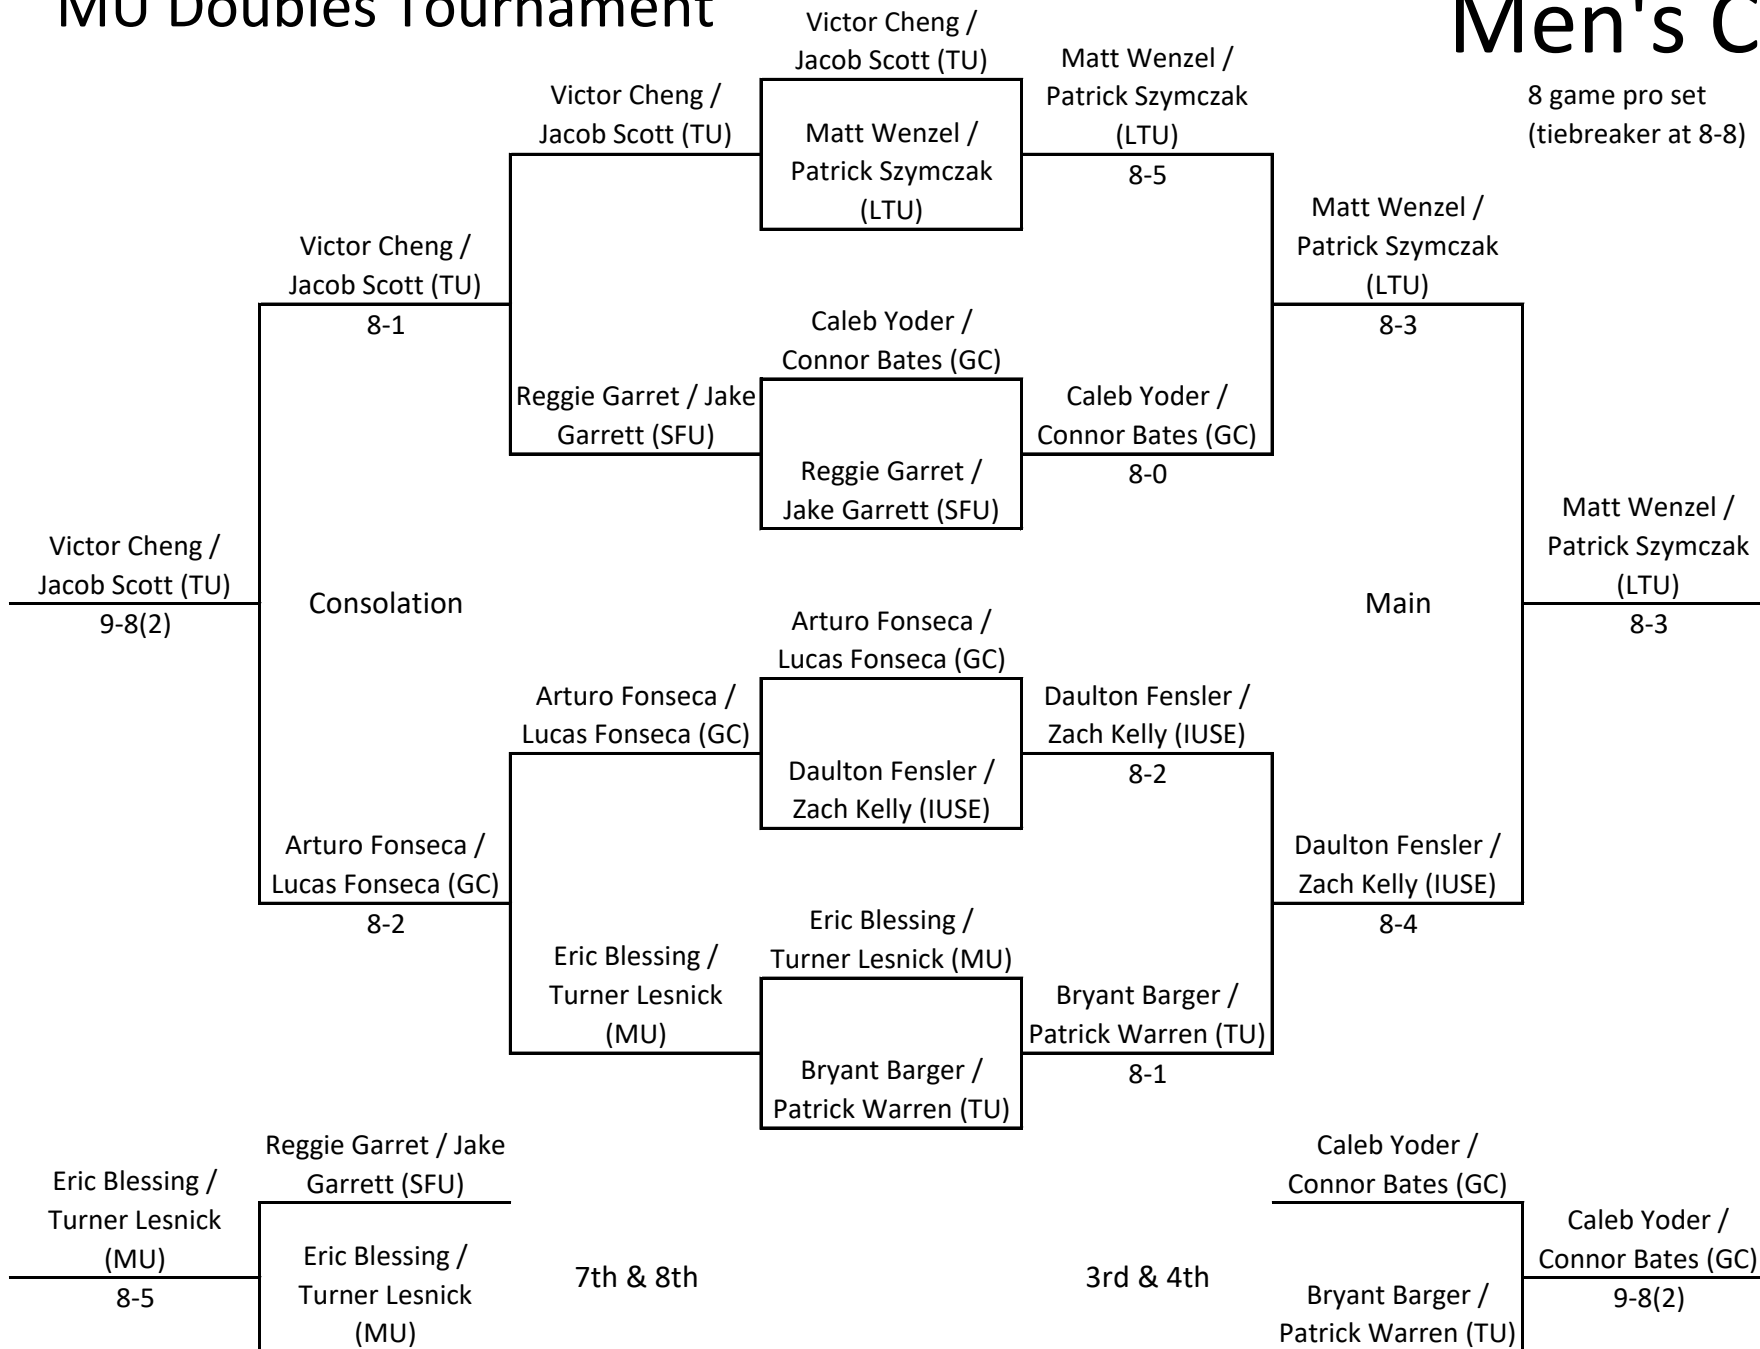 MU Doubles Tournament
Men's C
8 game pro set
(tiebreaker at 8-8)
Victor Cheng /
Jacob Scott (TU)
9-8(2)
Victor Cheng /
Jacob Scott (TU)
8-1
Consolation
Arturo Fonseca /
Lucas Fonseca (GC)
8-2
Victor Cheng /
Jacob Scott (TU)
Reggie Garret / Jake
Garrett (SFU)
Arturo Fonseca /
Lucas Fonseca (GC)
Eric Blessing /
Turner Lesnick
(MU)
Victor Cheng /
Jacob Scott (TU)
Matt Wenzel /
Patrick Szymczak
(LTU)
Caleb Yoder /
Connor Bates (GC)
Reggie Garret /
Jake Garrett (SFU)
Arturo Fonseca /
Lucas Fonseca (GC)
Daulton Fensler /
Zach Kelly (IUSE)
Eric Blessing /
Turner Lesnick (MU)
Bryant Barger /
Patrick Warren (TU)
Matt Wenzel /
Patrick Szymczak
(LTU)
8-5
Caleb Yoder /
Connor Bates (GC)
8-0
Daulton Fensler /
Zach Kelly (IUSE)
8-2
Bryant Barger /
Patrick Warren (TU)
8-1
Matt Wenzel /
Patrick Szymczak
(LTU)
8-3
Main
Daulton Fensler /
Zach Kelly (IUSE)
8-4
Matt Wenzel /
Patrick Szymczak
(LTU)
8-3
Eric Blessing /
Turner Lesnick
(MU)
8-5
Reggie Garret / Jake
Garrett (SFU)
Eric Blessing /
Turner Lesnick
(MU)
7th & 8th
3rd & 4th
Caleb Yoder /
Connor Bates (GC)
Bryant Barger /
Patrick Warren (TU)
Caleb Yoder /
Connor Bates (GC)
9-8(2)